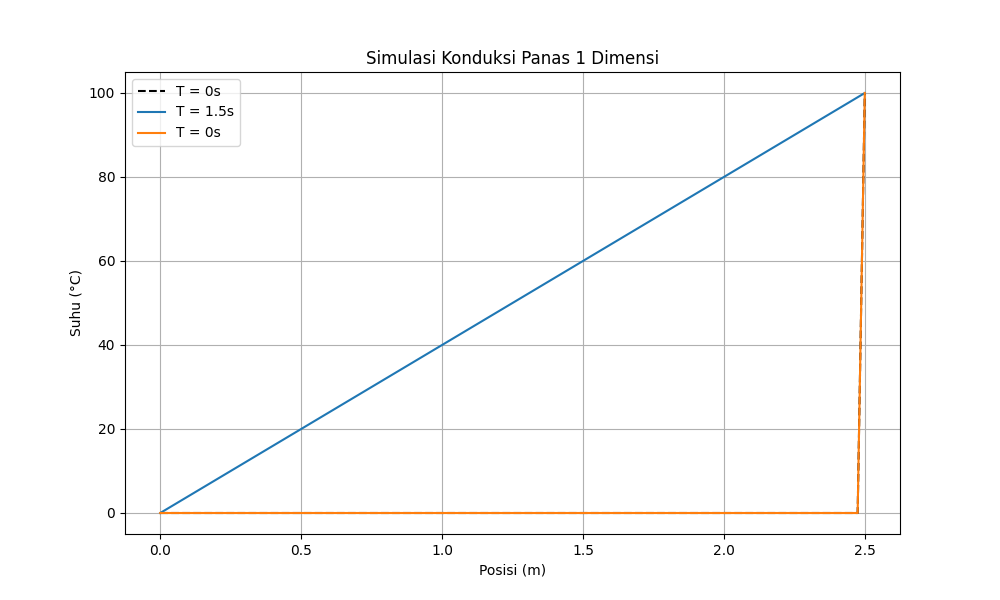 Simulasi Konduksi Panas 1 Dimensi
T = 0s
T = 1.5s
T = 0s
100
80
60
40
20
0
Suhu (°C)
0.0 0.5 1.0 1.5 2.0 2.5
Posisi (m)